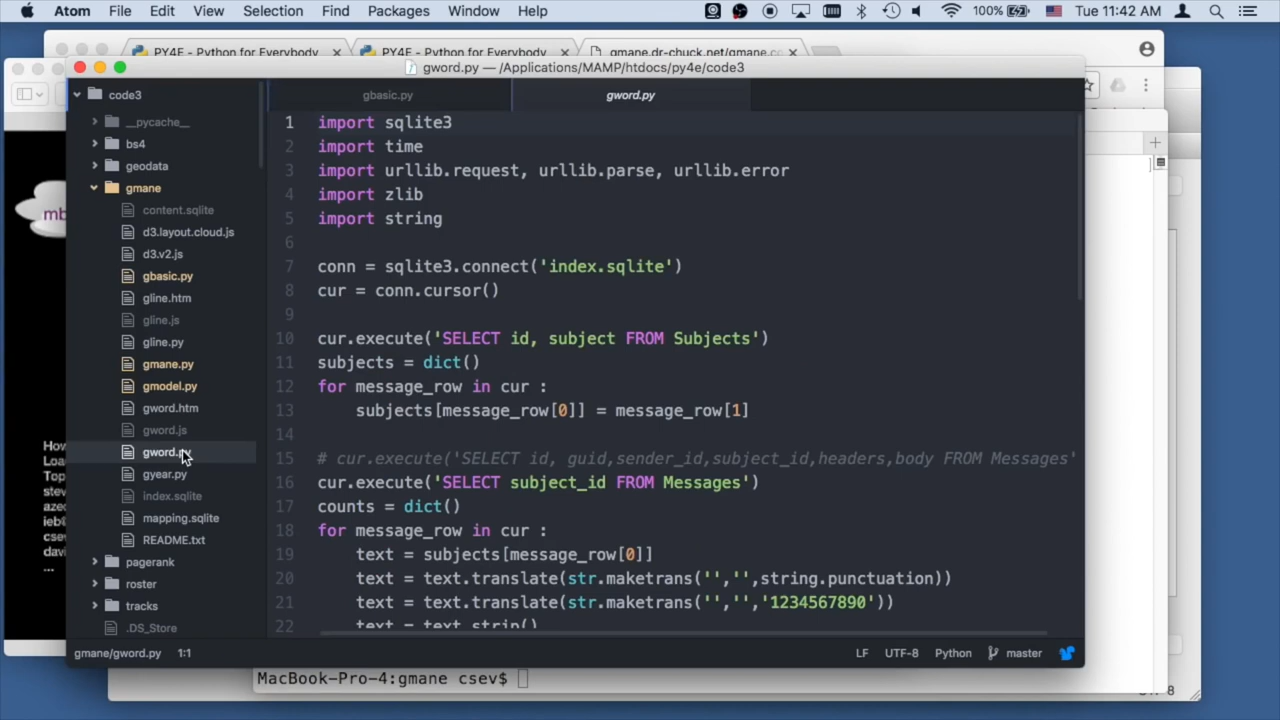 Atom File Edit View Selection Find Packages Window Help 100% Tue 11:42 AM
PY4E - Python for Everybody PY4E - Python for Everybody gmane.dr-chuck.net/gmane.co
gword.py — /Applications/MAMP/htdocs/py4e/code3
code3
gbasic.py gword.py
__pycache__
bs4
geodata
gmane
content.sqlite
d3.layout.cloud.js
d3.v2.js
gbasic.py
gline.htm
gline.js
gline.py
gmane.py
gmodel.py
gword.htm
gword.js
gword.py
gyear.py
index.sqlite
mapping.sqlite
README.txt
pagerank
roster
tracks
.DS_Store
1 import sqlite3
2 import time
3 import urllib.request, urllib.parse, urllib.error
4 import zlib
5 import string
6
7 conn = sqlite3.connect('index.sqlite')
8 cur = conn.cursor()
9
10 cur.execute('SELECT id, subject FROM Subjects')
11 subjects = dict()
12 for message_row in cur :
13 subjects[message_row[0]] = message_row[1]
14
15 # cur.execute('SELECT id, guid,sender_id,subject_id,headers,body FROM Messages'
16 cur.execute('SELECT subject_id FROM Messages')
17 counts = dict()
18 for message_row in cur :
19 text = subjects[message_row[0]]
20 text = text.translate(str.maketrans('','',string.punctuation))
21 text = text.translate(str.maketrans('','','1234567890'))
22 text = text.strip()
mb
How
Loa
Top
stev
azed
ieb@
csev
davi
...
gmane/gword.py 1:1 LF UTF-8 Python master
MacBook-Pro-4:gmane csev$
8